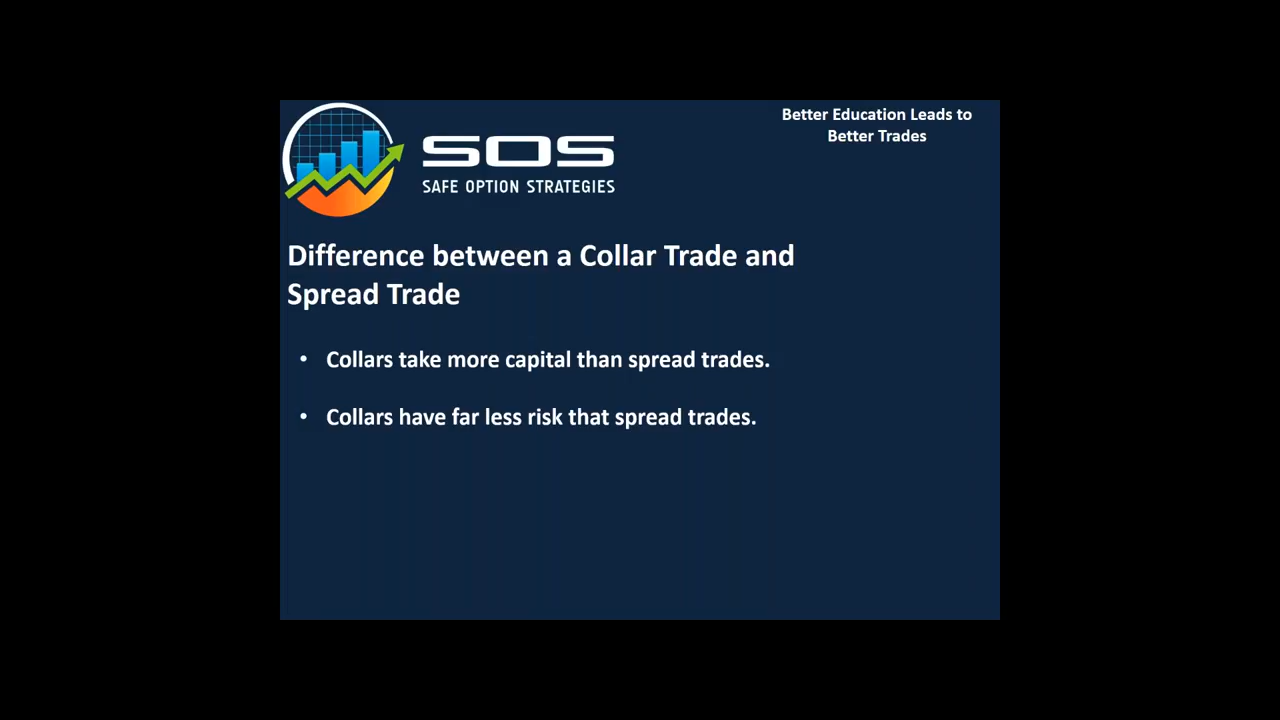 Better Education Leads to
Better Trades
SOS
SAFE OPTION STRATEGIES
Difference between a Collar Trade and
Spread Trade
• Collars take more capital than spread trades.
• Collars have far less risk that spread trades.